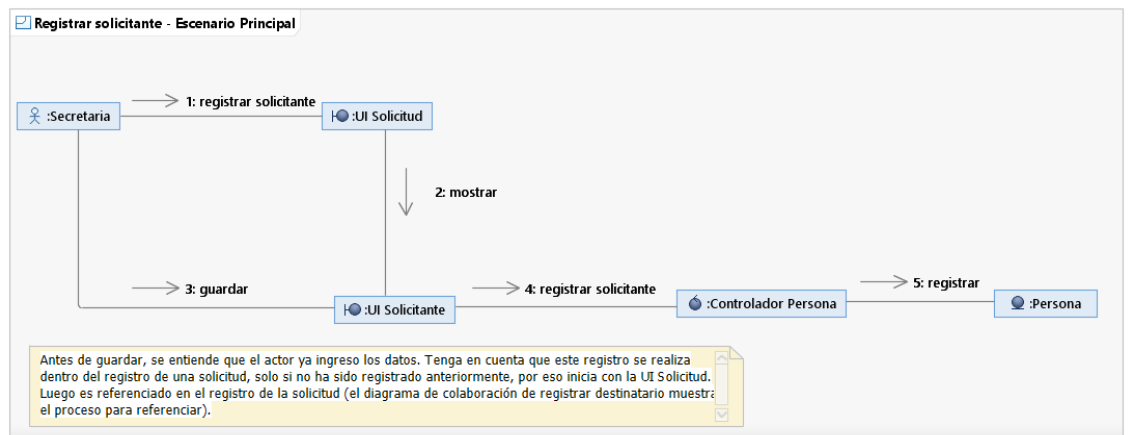 Registrar solicitante - Escenario Principal
1: registrar solicitante
:Secretaria
:UI Solicitud
2: mostrar
3: guardar
4: registrar solicitante
5: registrar
:UI Solicitante
:Controlador Persona
:Persona
Antes de guardar, se entiende que el actor ya ingreso los datos. Tenga en cuenta que este registro se realiza
dentro del registro de una solicitud, solo si no ha sido registrado anteriormente, por eso inicia con la UI Solicitud.
Luego es referenciado en el registro de la solicitud (el diagrama de colaboración de registrar destinatario muestra
el proceso para referenciar).